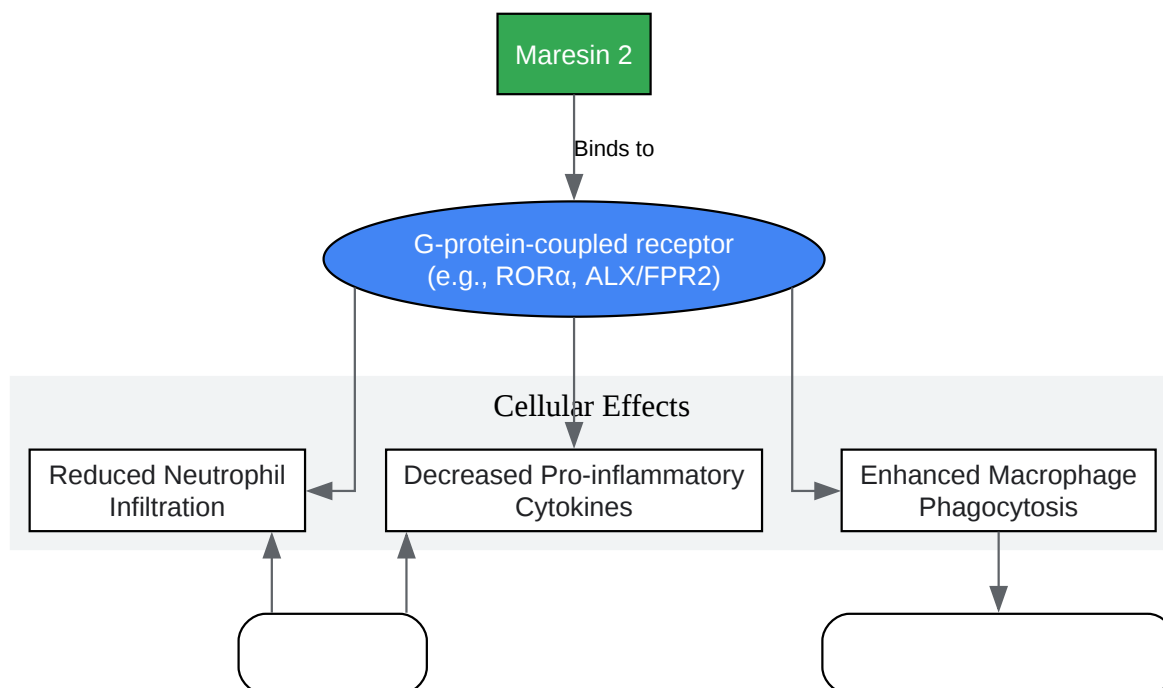 Maresin 2
Binds to
G-protein-coupled receptor
(e.g., RORα, ALX/FPR2)
Cellular Effects
Reduced Neutrophil
Infiltration
Decreased Pro-inflammatory
Cytokines
Enhanced Macrophage
Phagocytosis